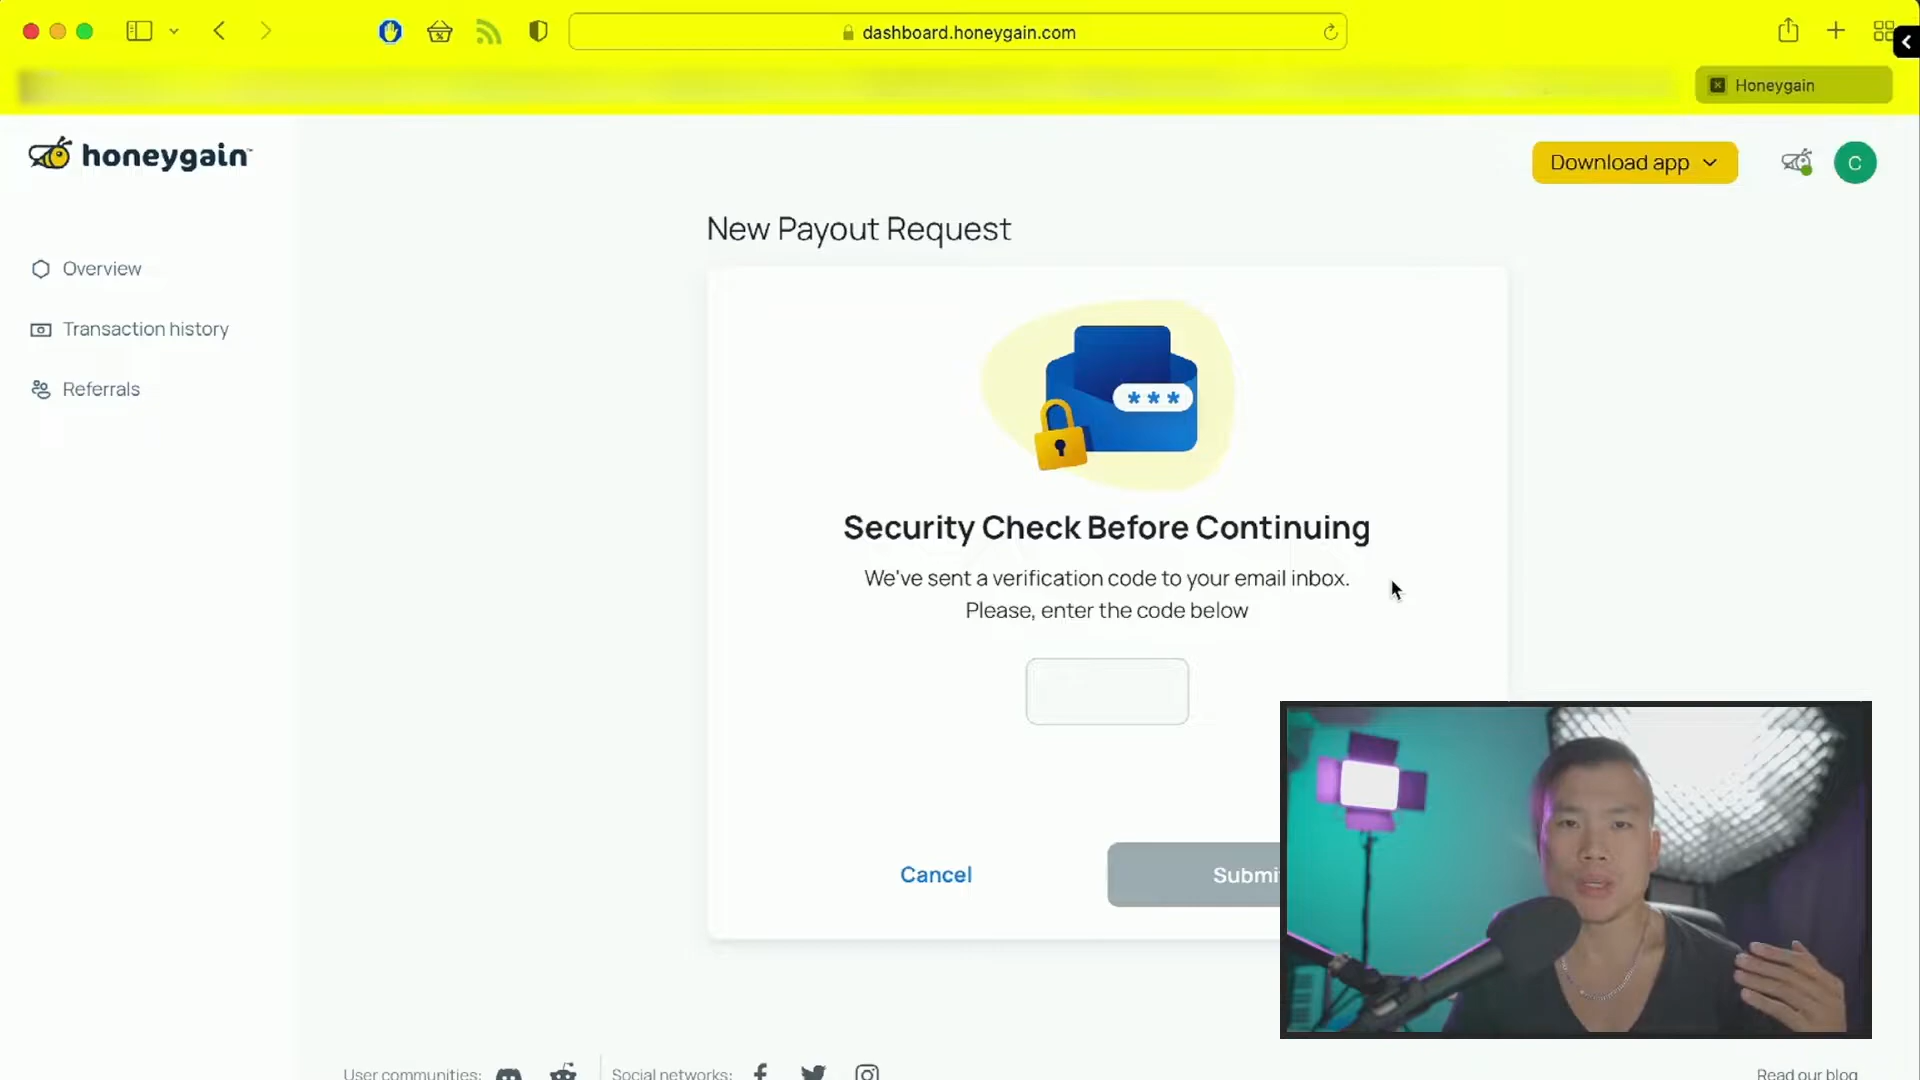 dashboard.honeygain.com
Honeygain
honeygain
Download app
C
New Payout Request
Overview
Transaction history
Referrals
***
Security Check Before Continuing
We've sent a verification code to your email inbox.
Please, enter the code below
Cancel
Submit
User communities:
Social networks:
Read our blog